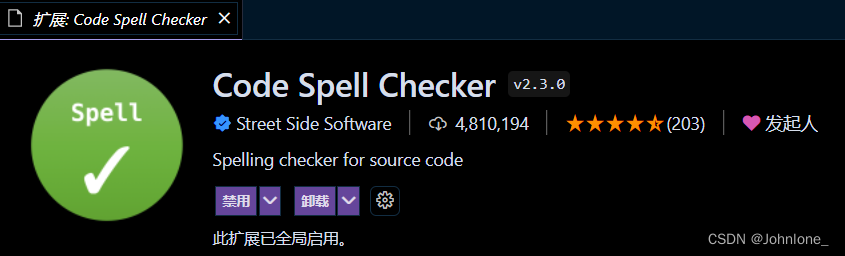 扩展: Code Spell Checker
Spell
Code Spell Checker v2.3.0
Street Side Software 4,810,194 (203) 发起人
Spelling checker for source code
禁用 卸载
此扩展已全局启用。
CSDN @Johnlone_